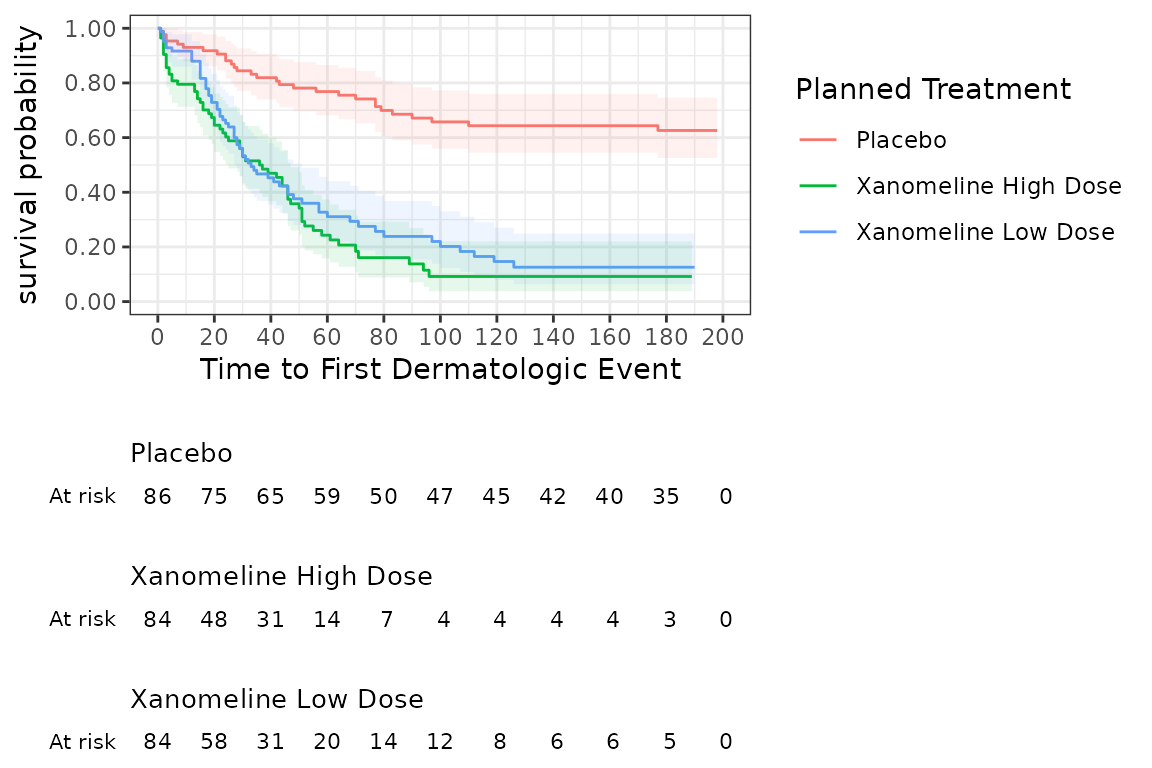 1.00
0.80
0.60
0.40
0.20
0.00
survival probability
0 20 40 60 80 100 120 140 160 180 200
Time to First Dermatologic Event
Planned Treatment
Placebo
Xanomeline High Dose
Xanomeline Low Dose
Placebo
At risk 86 75 65 59 50 47 45 42 40 35 0
Xanomeline High Dose
At risk 84 48 31 14 7 4 4 4 4 3 0
Xanomeline Low Dose
At risk 84 58 31 20 14 12 8 6 6 5 0